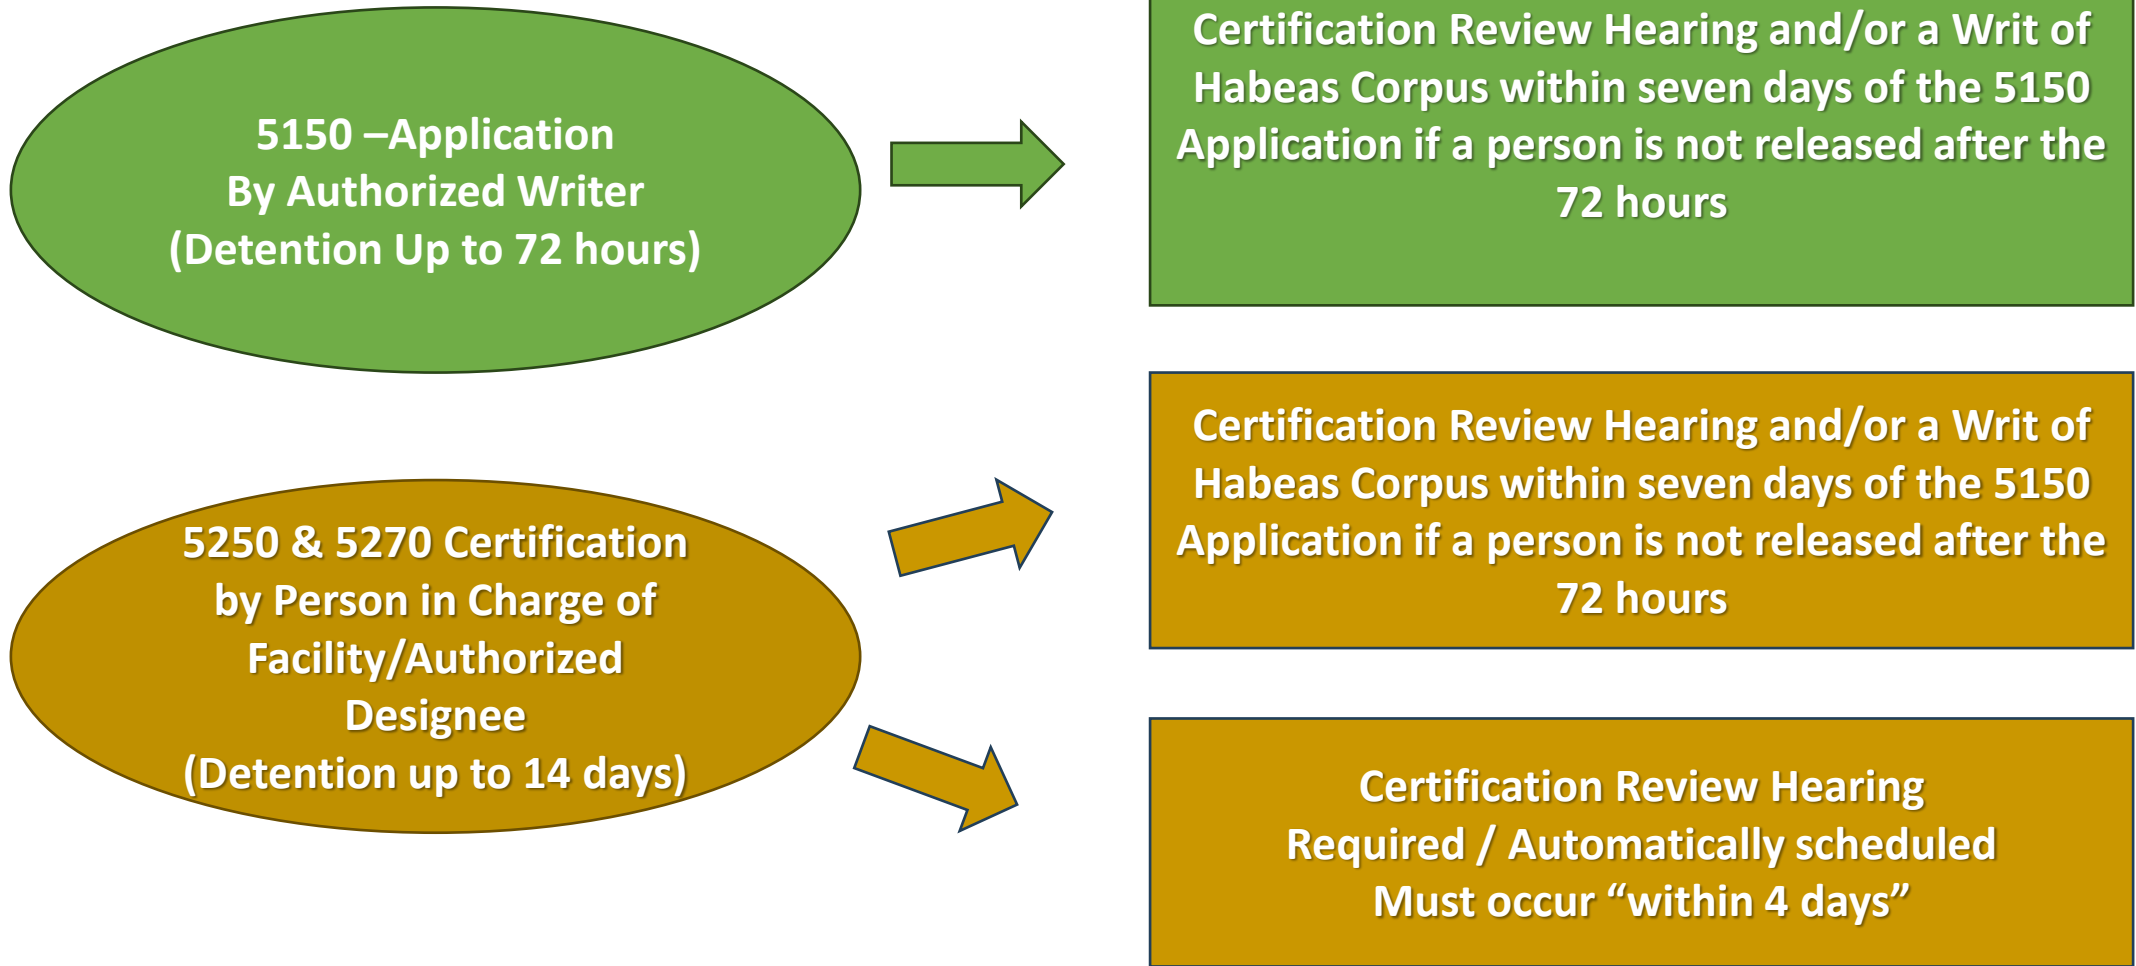 5150 –Application
By Authorized Writer
(Detention Up to 72 hours)
Certification Review Hearing and/or a Writ of
Habeas Corpus within seven days of the 5150
Application if a person is not released after the
72 hours
5250 & 5270 Certification
by Person in Charge of
Facility/Authorized
Designee
(Detention up to 14 days)
Certification Review Hearing and/or a Writ of
Habeas Corpus within seven days of the 5150
Application if a person is not released after the
72 hours
Certification Review Hearing
Required / Automatically scheduled
Must occur “within 4 days”